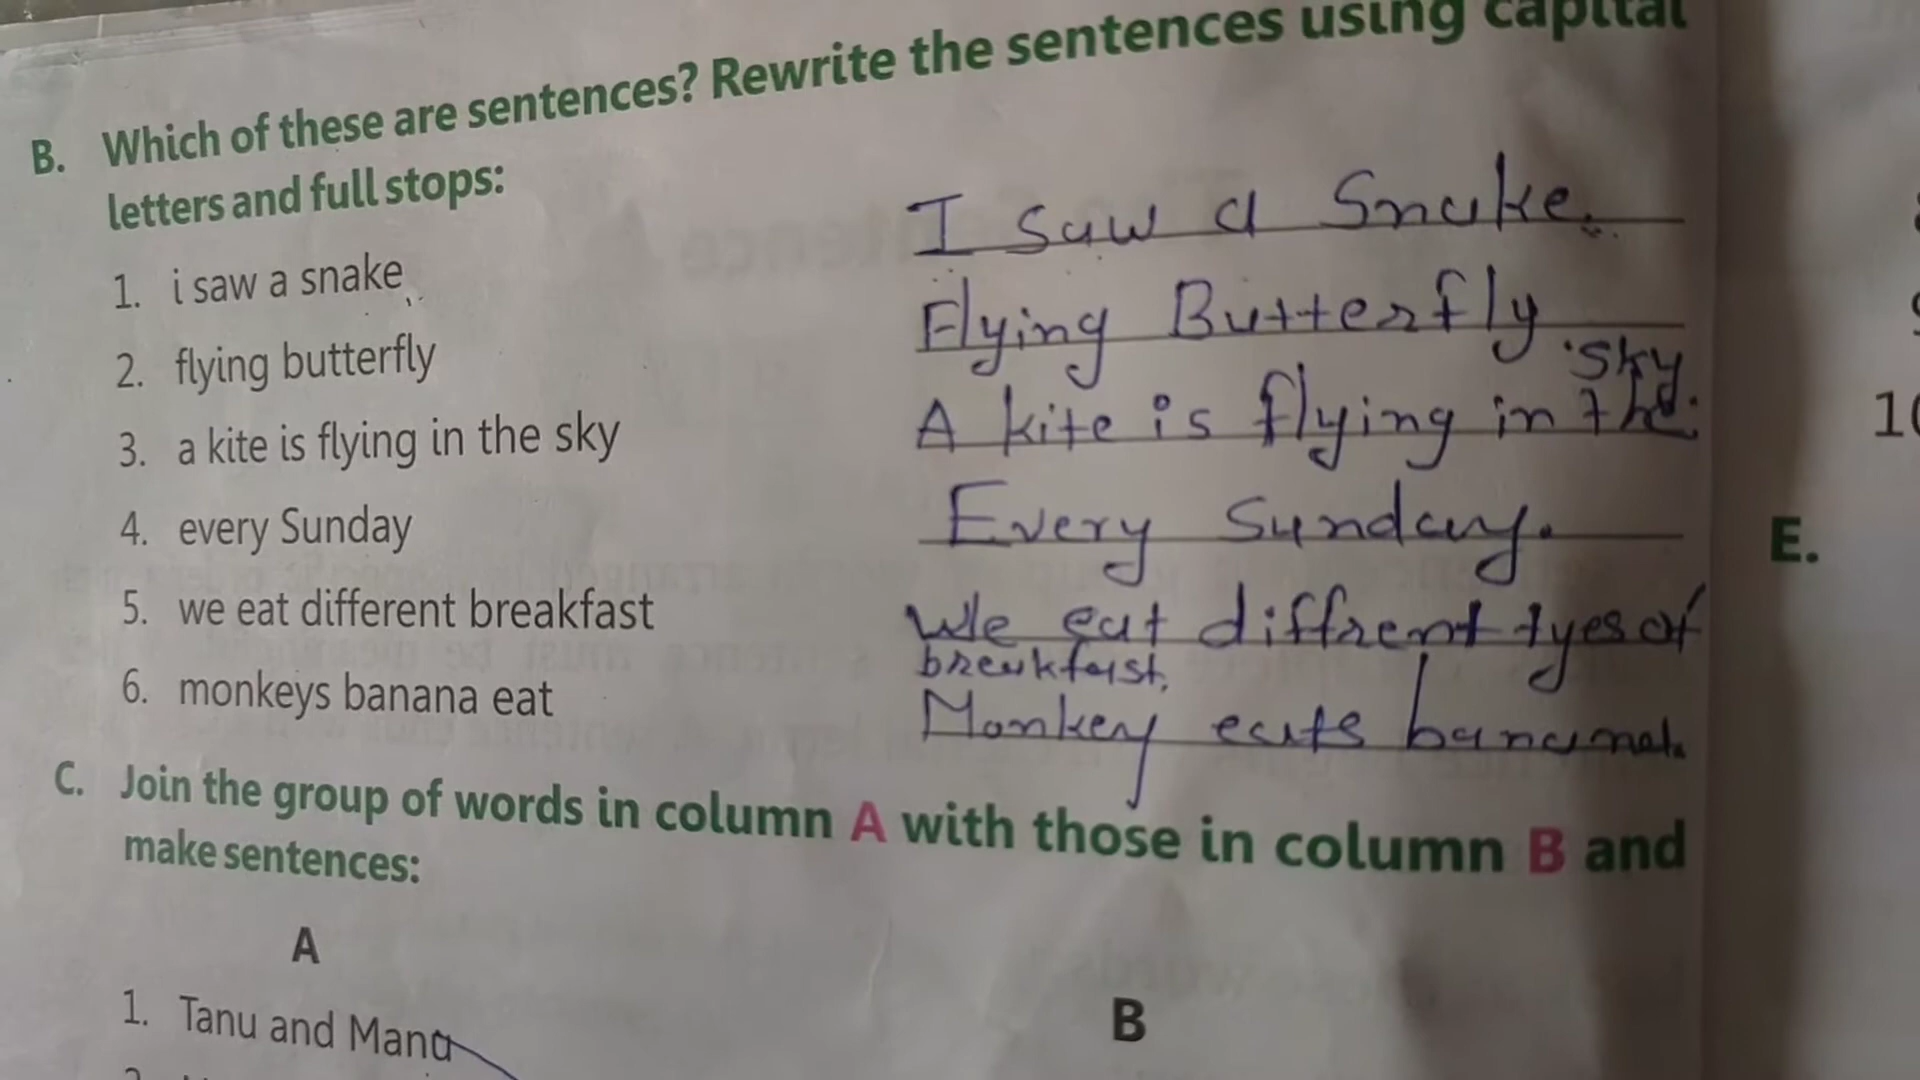 B. Which of these are sentences? Rewrite the sentences using capital
letters and full stops:
1. i saw a snake
I saw a Snake.
2. flying butterfly
Flying Butterfly
3. a kite is flying in the sky
sky.
A kite is flying in the
4. every Sunday
Every Sunday.
5. we eat different breakfast
We eat diffrent tyes of
breakfast.
6. monkeys banana eat
Monkey eats
C. Join the group of words in column A with those in column B and
make sentences:
A
B
1. Tanu and Manu
E.